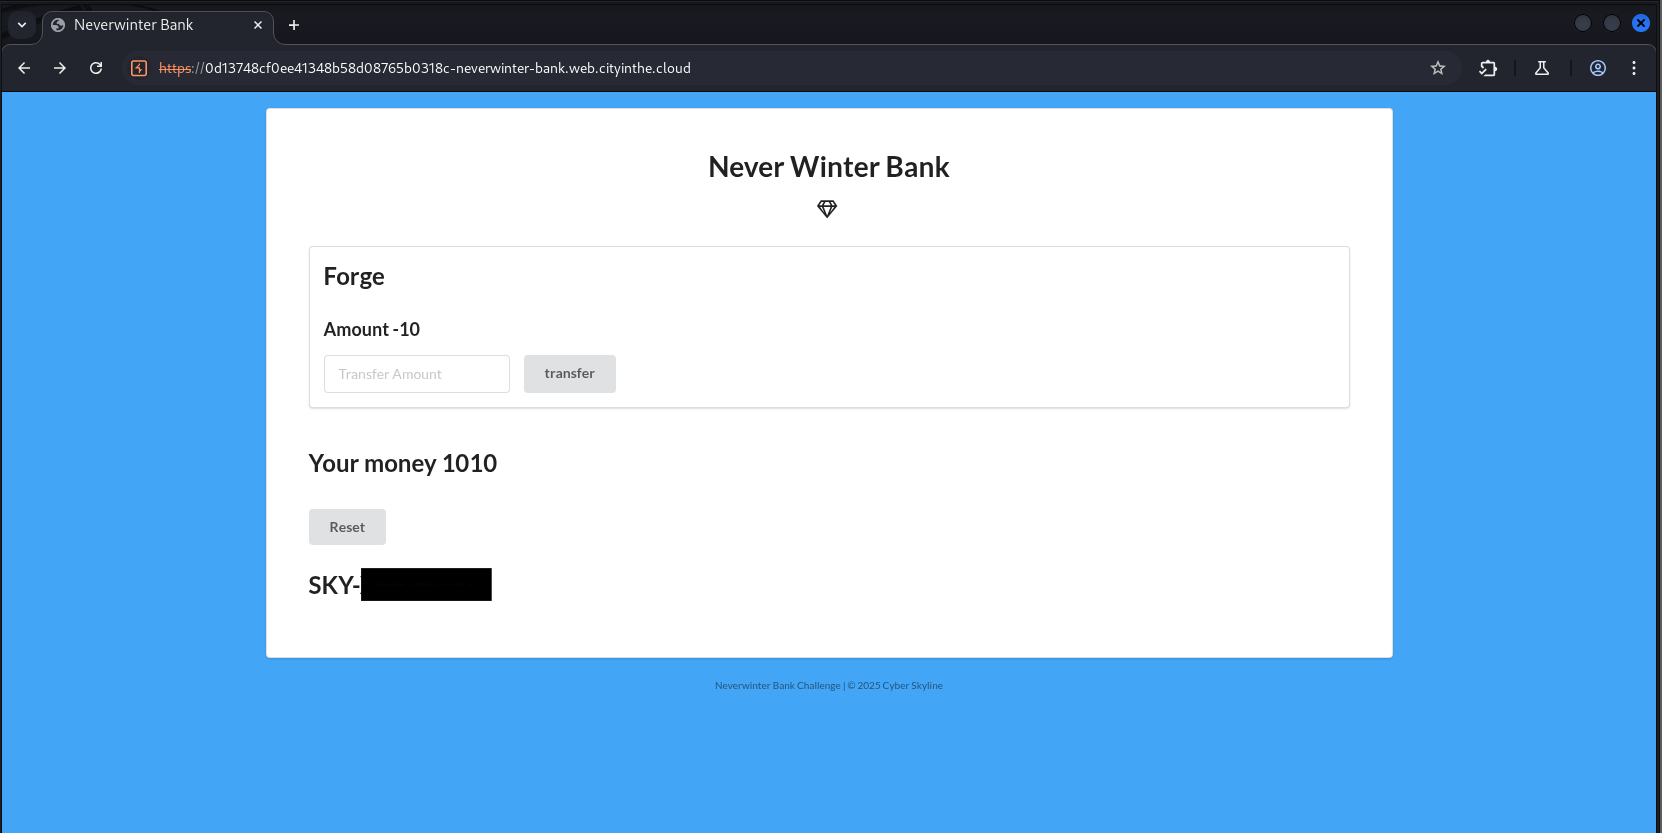 Neverwinter Bank
https://0d13748cf0ee41348b58d08765b0318c-neverwinter-bank.web.cityinthe.cloud
Never Winter Bank
Forge
Amount -10
Transfer Amount
transfer
Your money 1010
Reset
SKY-
Neverwinter Bank Challenge | © 2025 Cyber Skyline